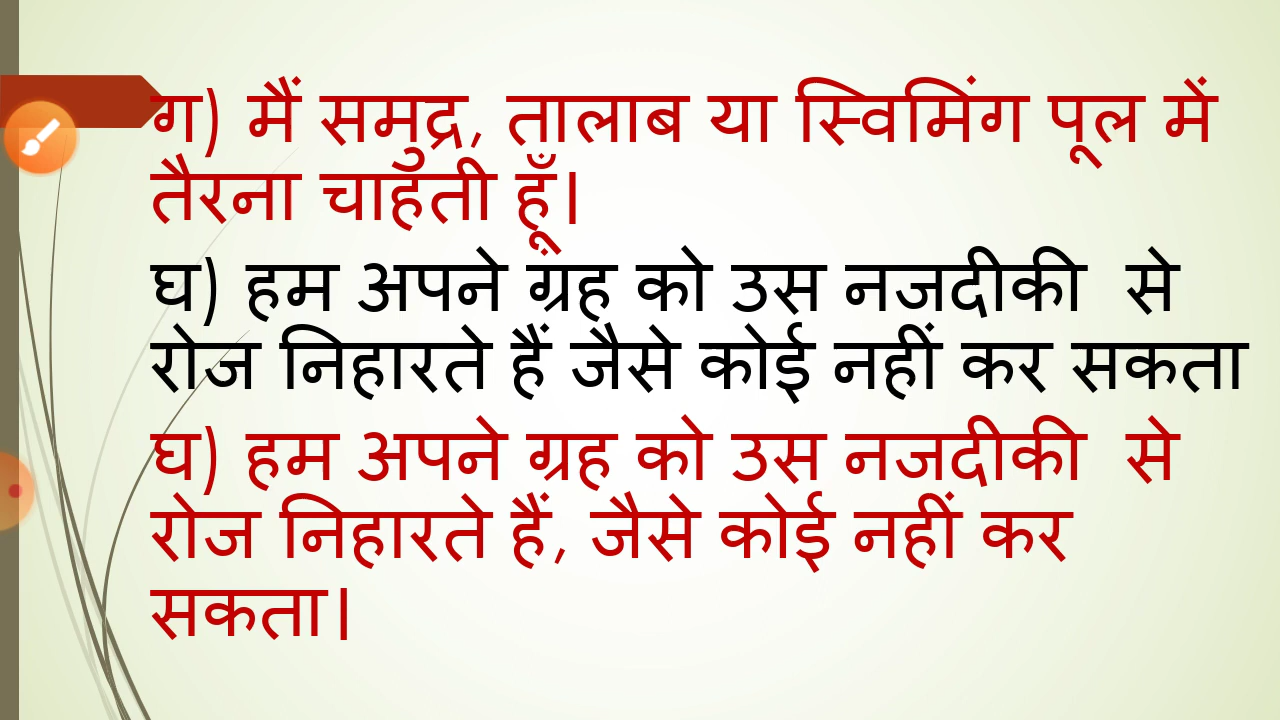 ग) मैं समुद्र, तालाब या स्विमिंग पूल में
तैरना चाहती हूँ।
घ) हम अपने ग्रह को उस नजदीकी  से
रोज निहारते हैं जैसे कोई नहीं कर सकता
घ) हम अपने ग्रह को उस नजदीकी  से
रोज निहारते हैं, जैसे कोई नहीं कर
सकता।